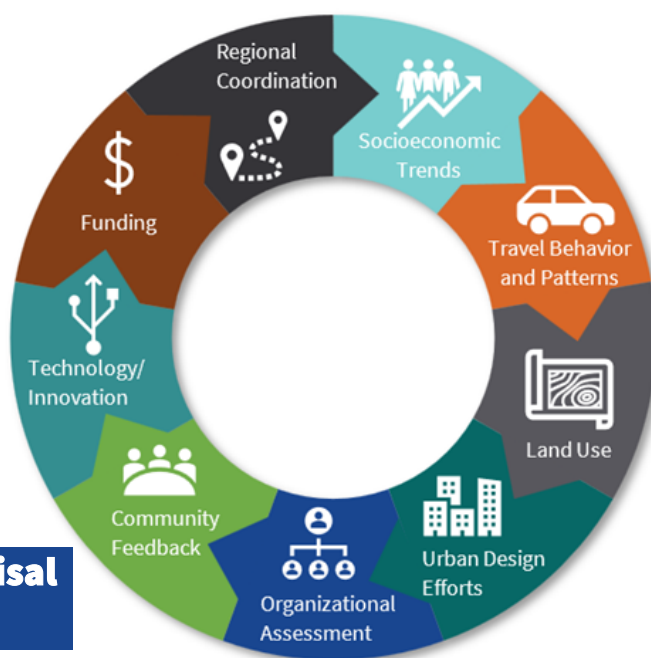 Regional
Coordination
Socioeconomic
Trends
Travel Behavior
and Patterns
Land Use
Urban Design
Efforts
Organizational
Assessment
Community
Feedback
Technology/
Innovation
$
Funding